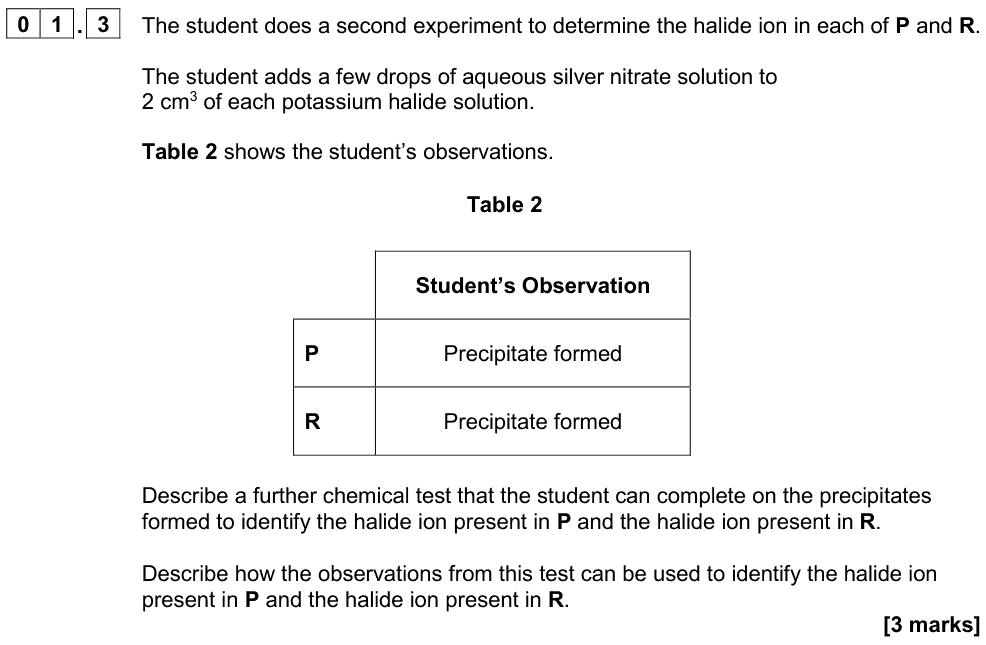 01.3 The student does a second experiment to determine the halide ion in each of P and R.
The student adds a few drops of aqueous silver nitrate solution to
2 cm³ of each potassium halide solution.
Table 2 shows the student’s observations.
Table 2
Student’s Observation
P Precipitate formed
R Precipitate formed
Describe a further chemical test that the student can complete on the precipitates
formed to identify the halide ion present in P and the halide ion present in R.
Describe how the observations from this test can be used to identify the halide ion
present in P and the halide ion present in R.
[3 marks]